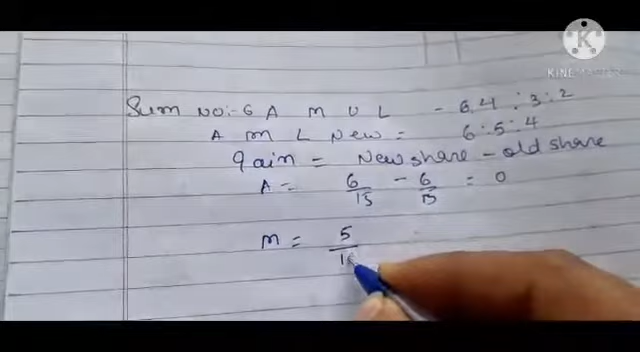 KINEMASTER
Sum No:- 6 A M U L - 6,4:3:2
A M L New = 6:5:4
Gain = New share - old share
A = 6/15 - 6/15 = 0
M = 5/15